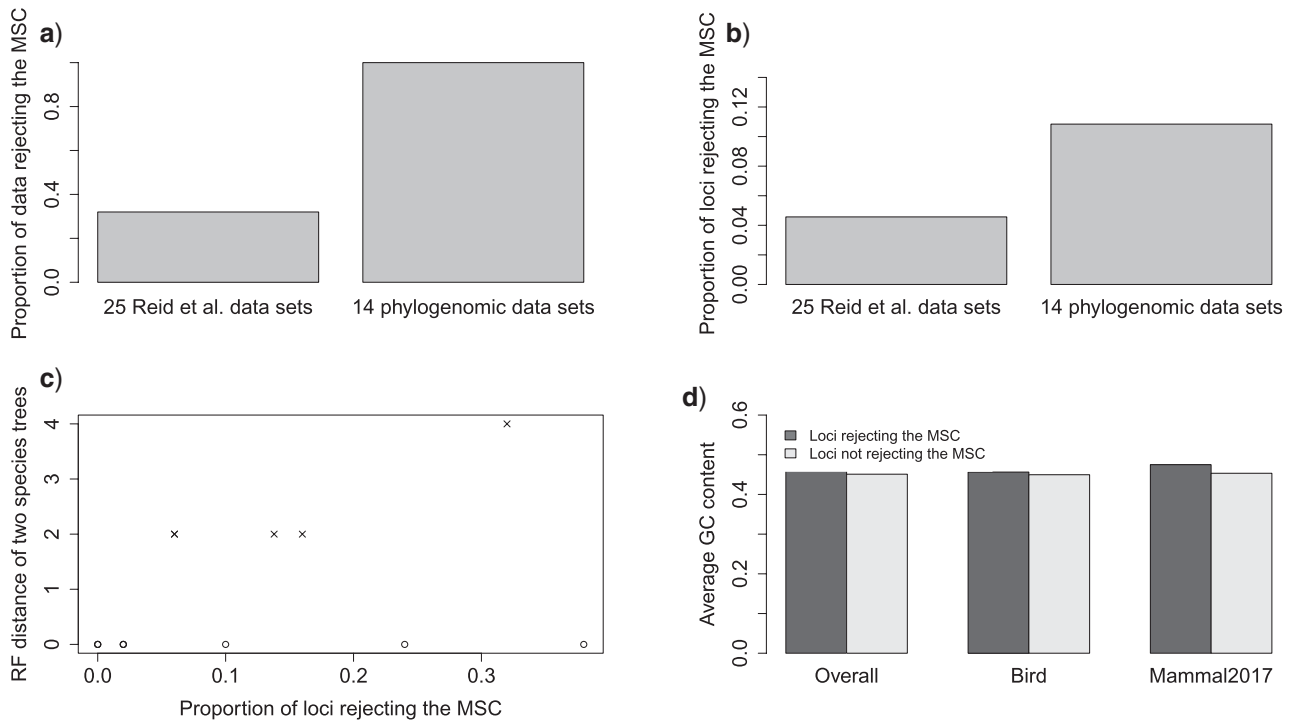 a)
Proportion of data rejecting the MSC
0.8
0.4
0.0
25 Reid et al. data sets
14 phylogenomic data sets
b)
Proportion of loci rejecting the MSC
0.12
0.08
0.04
0.00
25 Reid et al. data sets
14 phylogenomic data sets
c)
RF distance of two species trees
4
3
2
1
0
0.0
0.1
0.2
0.3
Proportion of loci rejecting the MSC
d)
Average GC content
0.6
0.4
0.2
0.0
Loci rejecting the MSC
Loci not rejecting the MSC
Overall
Bird
Mammal2017